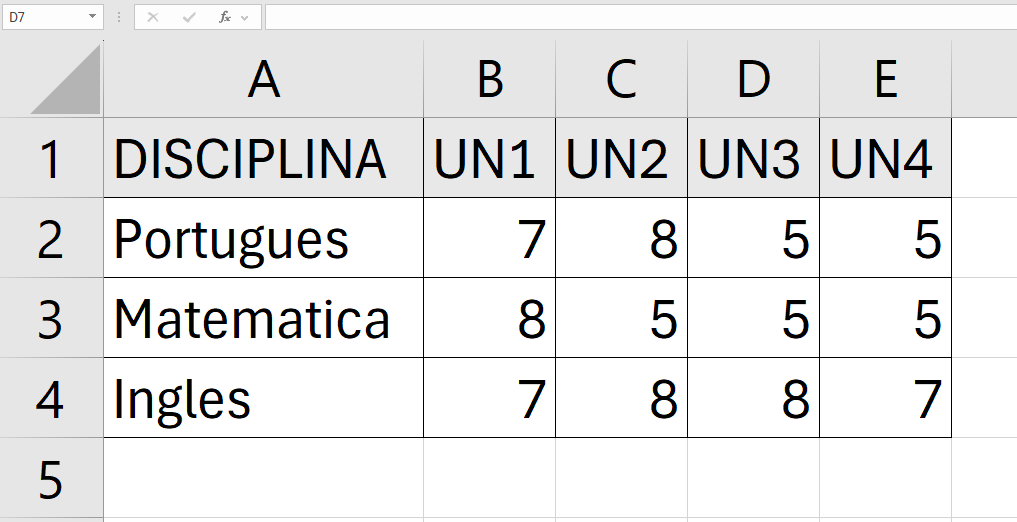 D7 fx
A B C D E
1 DISCIPLINA UN1 UN2 UN3 UN4
2 Portugues 7 8 5 5
3 Matematica 8 5 5 5
4 Ingles 7 8 8 7
5